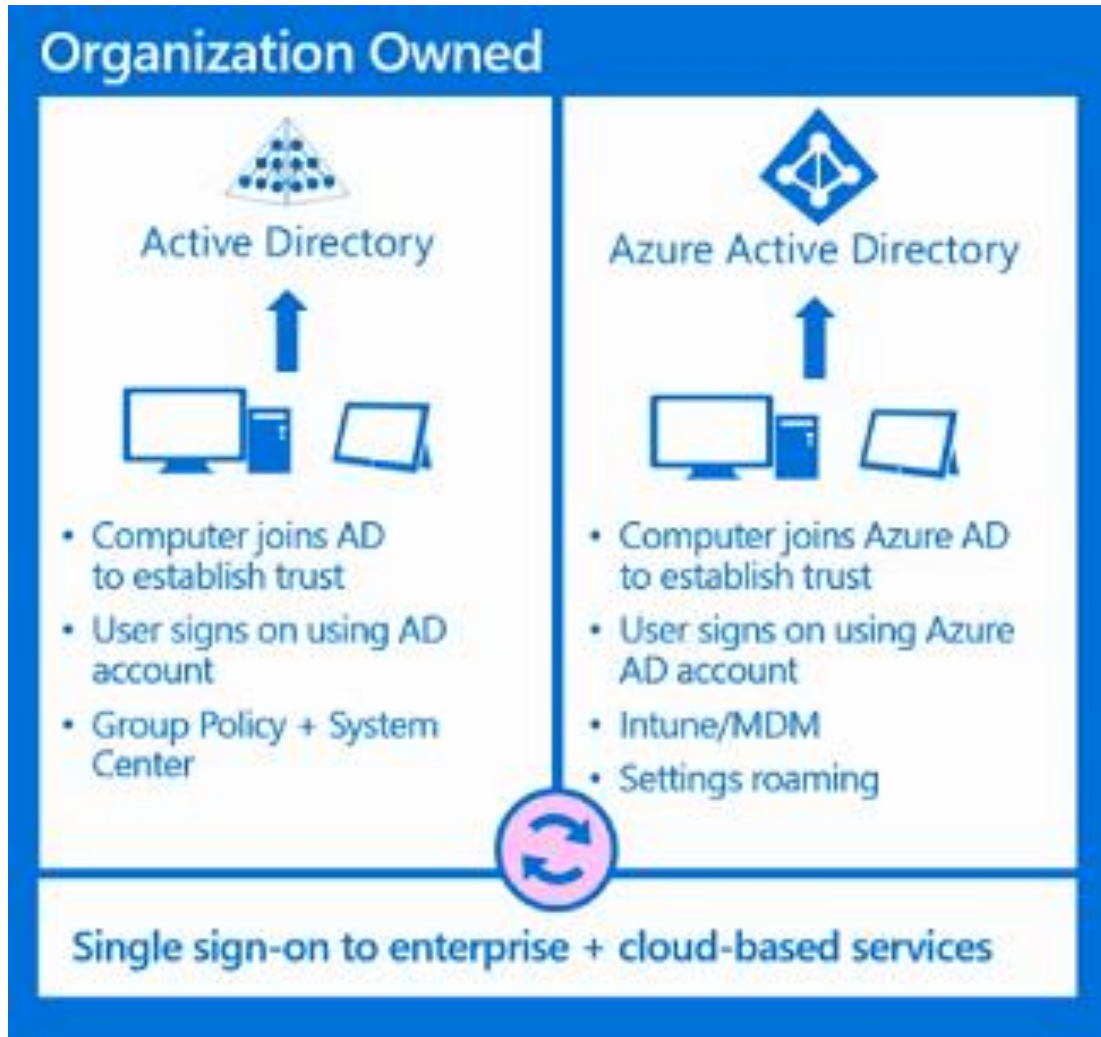 Organization Owned
Active Directory
• Computer joins AD
to establish trust
• User signs on using AD
account
• Group Policy + System
Center
Azure Active Directory
• Computer joins Azure AD
to establish trust
• User signs on using Azure
AD account
• Intune/MDM
• Settings roaming
Single sign-on to enterprise + cloud-based services